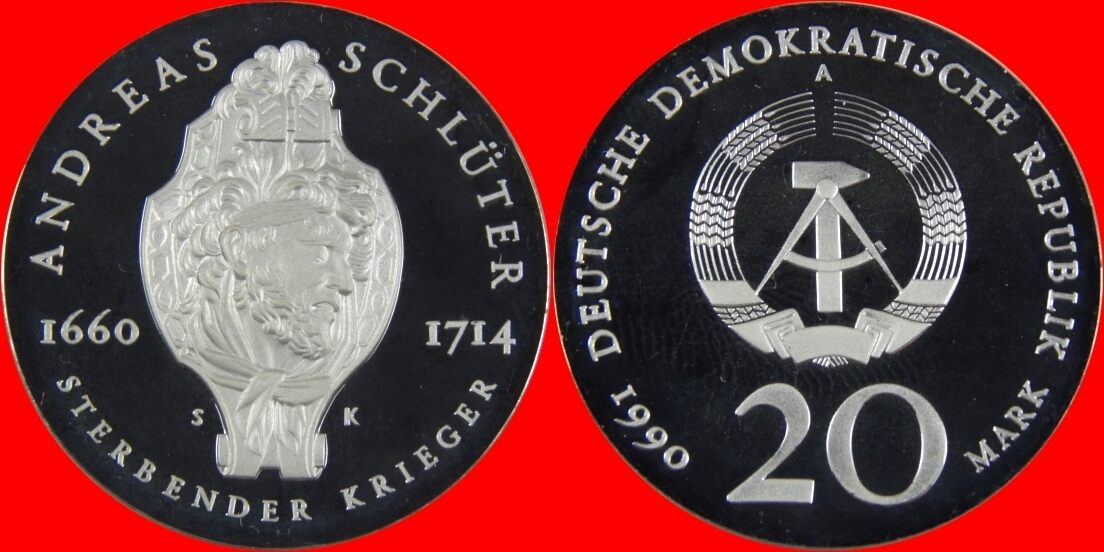 ANDREAS SCHLÜTER
1660 1714
S K
STERBENDER KRIEGER
DEUTSCHE DEMOKRATISCHE REPUBLIK
A
1990 20 MARK